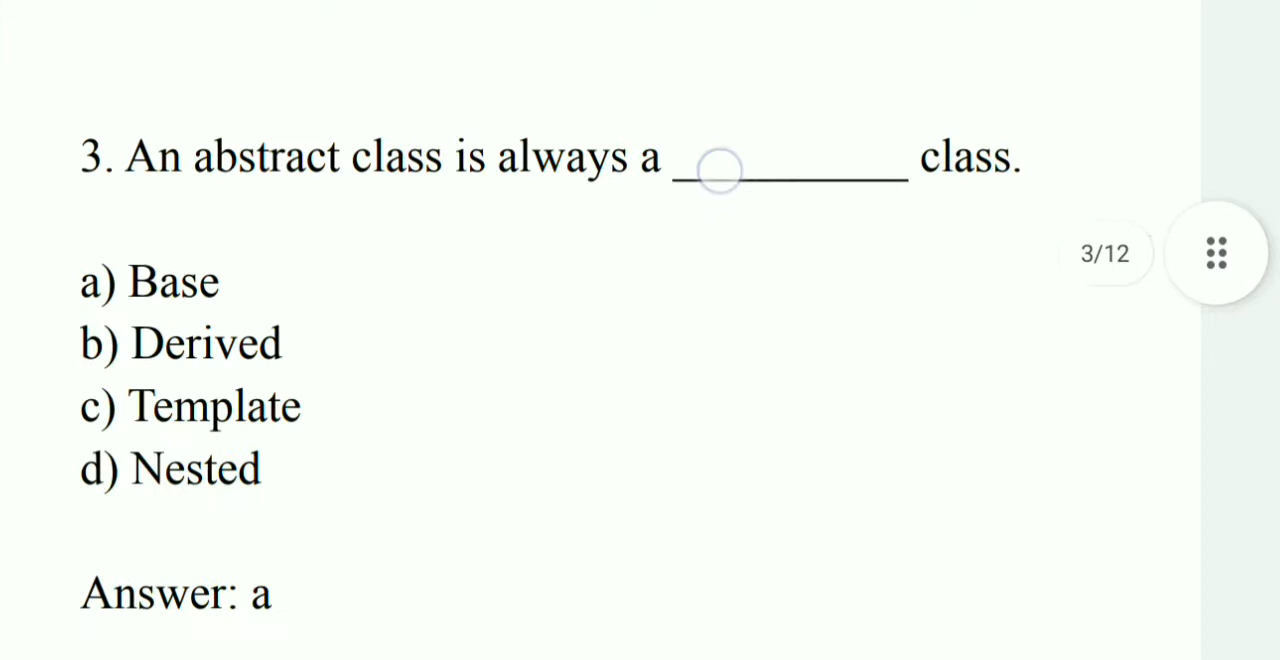 3. An abstract class is always a __________ class.
3/12
a) Base
b) Derived
c) Template
d) Nested
Answer: a